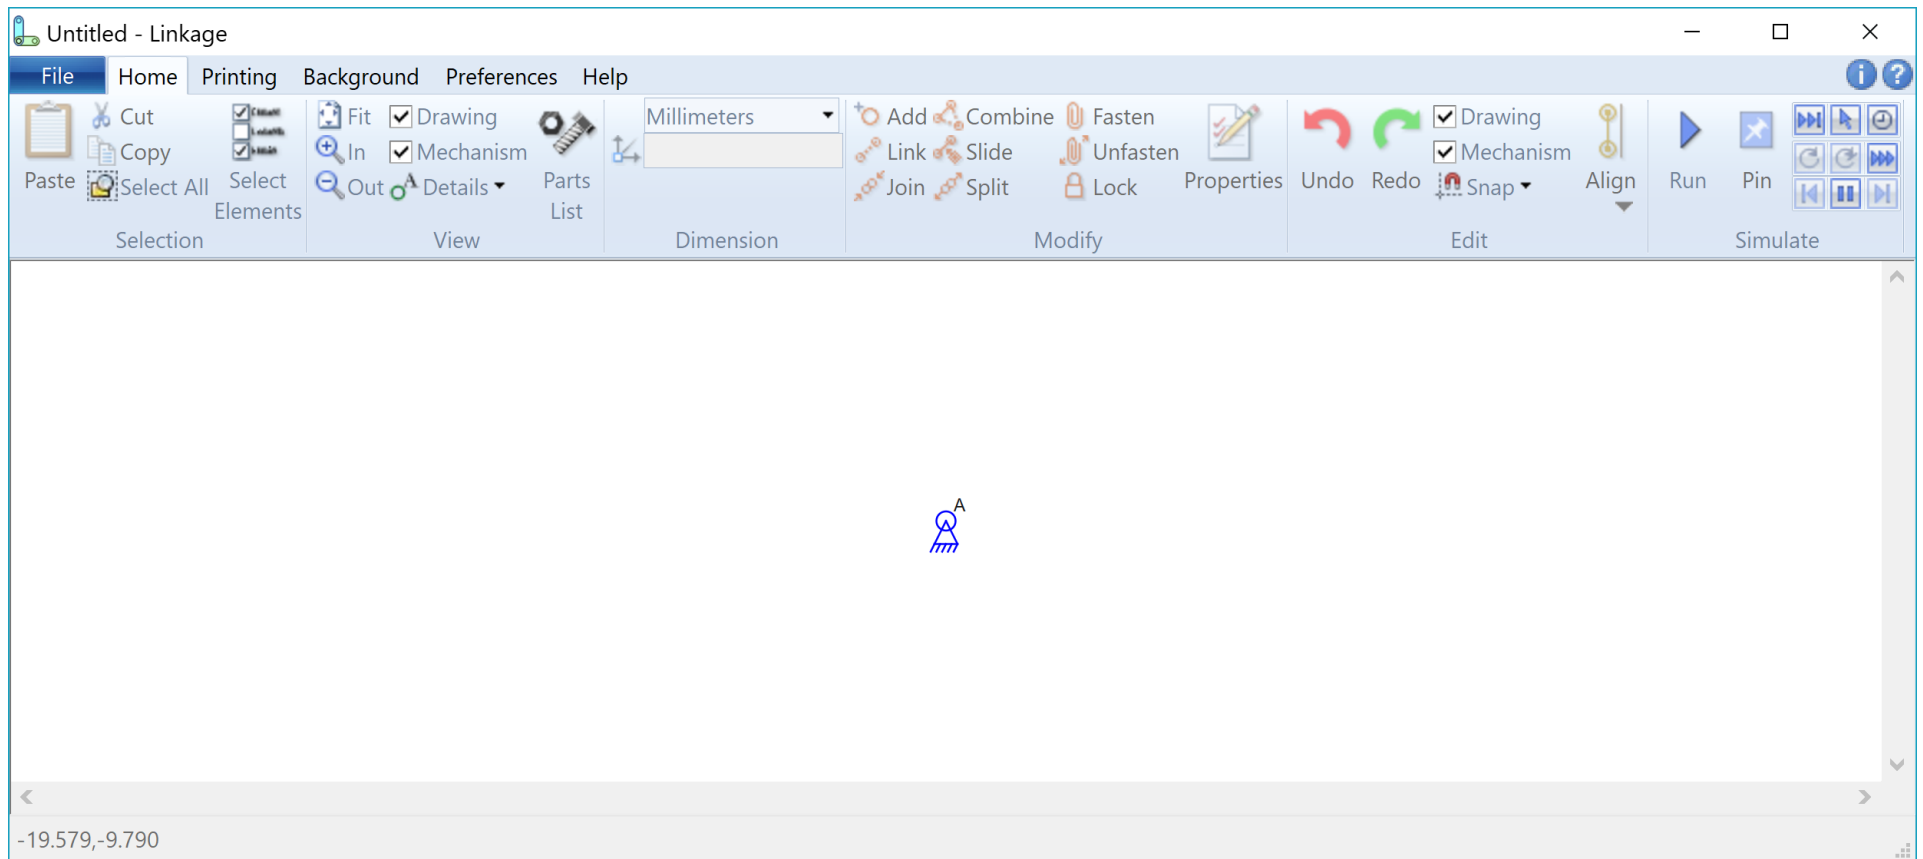 Untitled - Linkage
File Home Printing Background Preferences Help
Paste
Cut
Copy
Select All
Select
Elements
Selection
Fit
In
Out
Drawing
Mechanism
Details
Parts
List
View
Millimeters
Dimension
Add Combine Fasten
Link Slide Unfasten
Join Split Lock
Properties
Modify
Undo
Redo
Drawing
Mechanism
Snap
Align
Edit
Run
Pin
Simulate
A
-19.579,-9.790